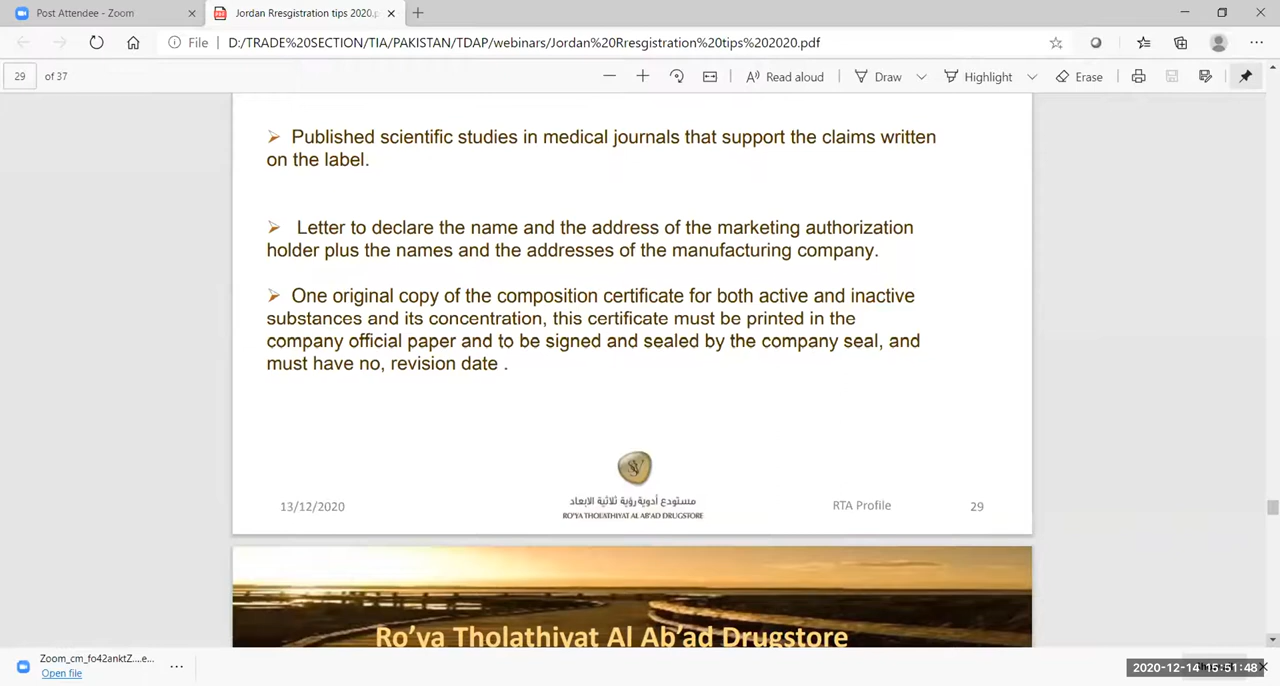 Post Attendee - Zoom
Jordan Rresgistration tips 2020.p
File
D:/TRADE%20SECTION/TIA/PAKISTAN/TDAP/webinars/Jordan%20Rresgistration%20tips%202020.pdf
29 of 37
Read aloud
Draw
Highlight
Erase
➢ Published scientific studies in medical journals that support the claims written
on the label.
➢ Letter to declare the name and the address of the marketing authorization
holder plus the names and the addresses of the manufacturing company.
➢ One original copy of the composition certificate for both active and inactive
substances and its concentration, this certificate must be printed in the
company official paper and to be signed and sealed by the company seal, and
must have no, revision date .
مستودع أدوية رؤية ثلاثية الابعاد
RO'YA THOLATHIYAT AL AB'AD DRUGSTORE
13/12/2020
RTA Profile
29
Ro'ya Tholathiyat Al Ab'ad Drugstore
Zoom_cm_fo42anktZ....e...
Open file
2020-12-14 15:51:48